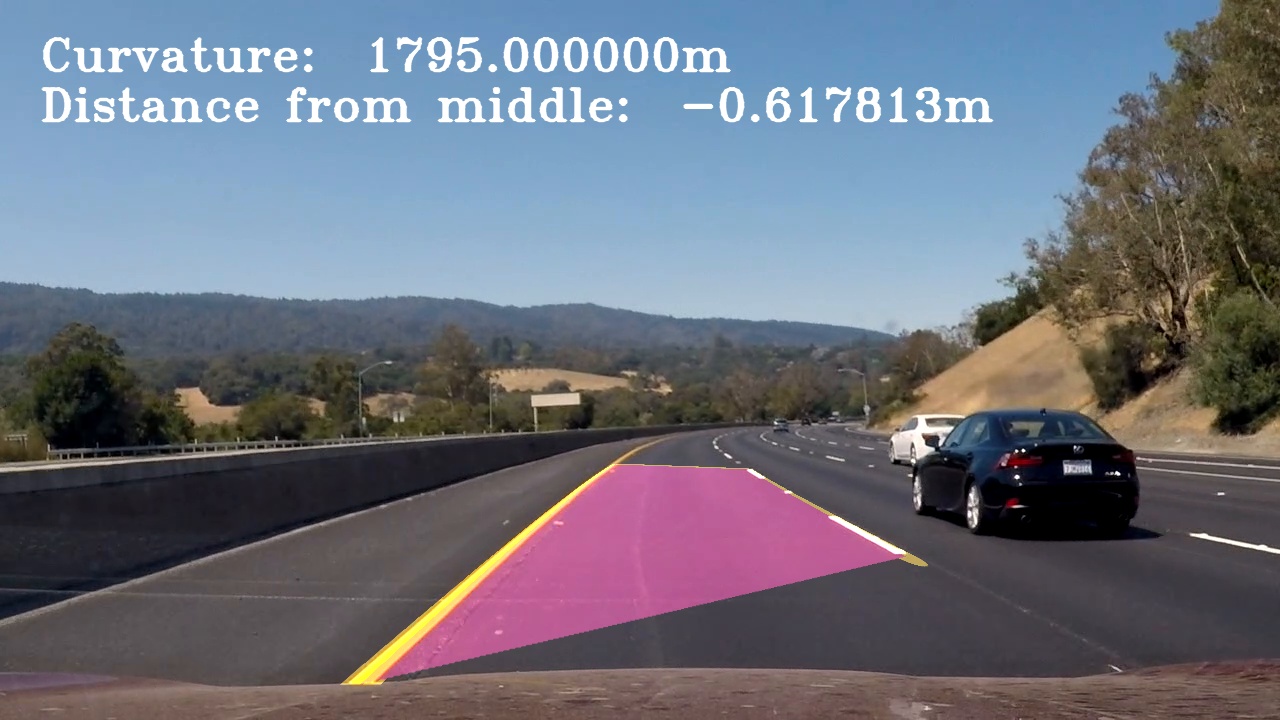 Curvature:  1795.000000m
Distance from middle:  −0.617813m